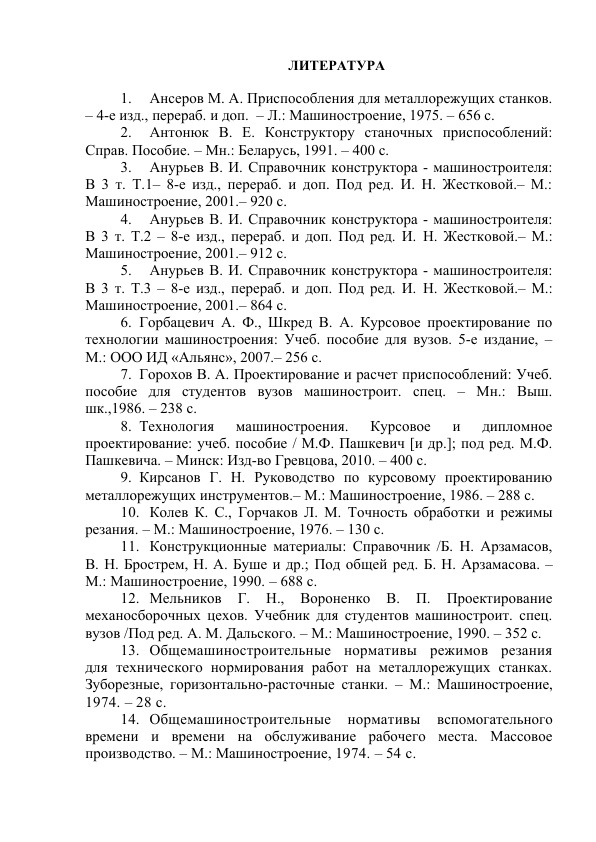 ЛИТЕРАТУРА
1. Ансеров М. А. Приспособления для металлорежущих станков.
– 4-е изд., перераб. и доп. – Л.: Машиностроение, 1975. – 656 с.
2. Антонюк В. Е. Конструктору станочных приспособлений:
Справ. Пособие. – Мн.: Беларусь, 1991. – 400 с.
3. Анурьев В. И. Справочник конструктора - машиностроителя:
В 3 т. Т.1– 8-е изд., перераб. и доп. Под ред. И. Н. Жестковой.– М.:
Машиностроение, 2001.– 920 с.
4. Анурьев В. И. Справочник конструктора - машиностроителя:
В 3 т. Т.2 – 8-е изд., перераб. и доп. Под ред. И. Н. Жестковой.– М.:
Машиностроение, 2001.– 912 с.
5. Анурьев В. И. Справочник конструктора - машиностроителя:
В 3 т. Т.3 – 8-е изд., перераб. и доп. Под ред. И. Н. Жестковой.– М.:
Машиностроение, 2001.– 864 с.
6. Горбацевич А. Ф., Шкред В. А. Курсовое проектирование по
технологии машиностроения: Учеб. пособие для вузов. 5-е издание, –
М.: ООО ИД «Альянс», 2007.– 256 с.
7. Горохов В. А. Проектирование и расчет приспособлений: Учеб.
пособие для студентов вузов машиностроит. спец. – Мн.: Выш.
шк.,1986. – 238 с.
8. Технология машиностроения. Курсовое и дипломное
проектирование: учеб. пособие / М.Ф. Пашкевич [и др.]; под ред. М.Ф.
Пашкевича. – Минск: Изд-во Гревцова, 2010. – 400 с.
9. Кирсанов Г. Н. Руководство по курсовому проектированию
металлорежущих инструментов.– М.: Машиностроение, 1986. – 288 с.
10. Колев К. С., Горчаков Л. М. Точность обработки и режимы
резания. – М.: Машиностроение, 1976. – 130 с.
11. Конструкционные материалы: Справочник /Б. Н. Арзамасов,
В. Н. Брострем, Н. А. Буше и др.; Под общей ред. Б. Н. Арзамасова. –
М.: Машиностроение, 1990. – 688 с.
12. Мельников Г. Н., Вороненко В. П. Проектирование
механосборочных цехов. Учебник для студентов машиностроит. спец.
вузов /Под ред. А. М. Дальского. – М.: Машиностроение, 1990. – 352 с.
13. Общемашиностроительные нормативы режимов резания
для технического нормирования работ на металлорежущих станках.
Зуборезные, горизонтально-расточные станки. – М.: Машиностроение,
1974. – 28 с.
14. Общемашиностроительные нормативы вспомогательного
времени и времени на обслуживание рабочего места. Массовое
производство. – М.: Машиностроение, 1974. – 54 с.